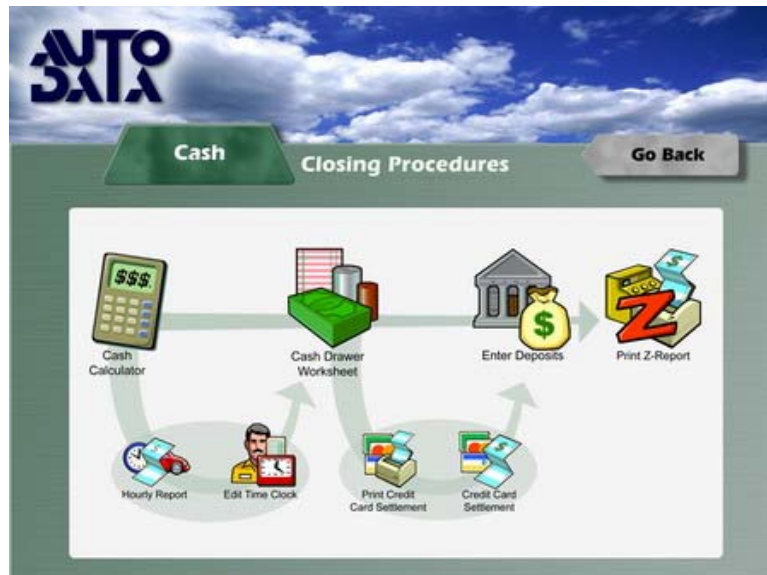 AUTO
DATA
Cash
Closing Procedures
Go Back
$$$
Cash
Calculator
Cash Drawer
Worksheet
$
Enter Deposits
$
Z
Print Z-Report
$
Hourly Report
Edit Time Clock
$
Print Credit
Card Settlement
$
Credit Card
Settlement